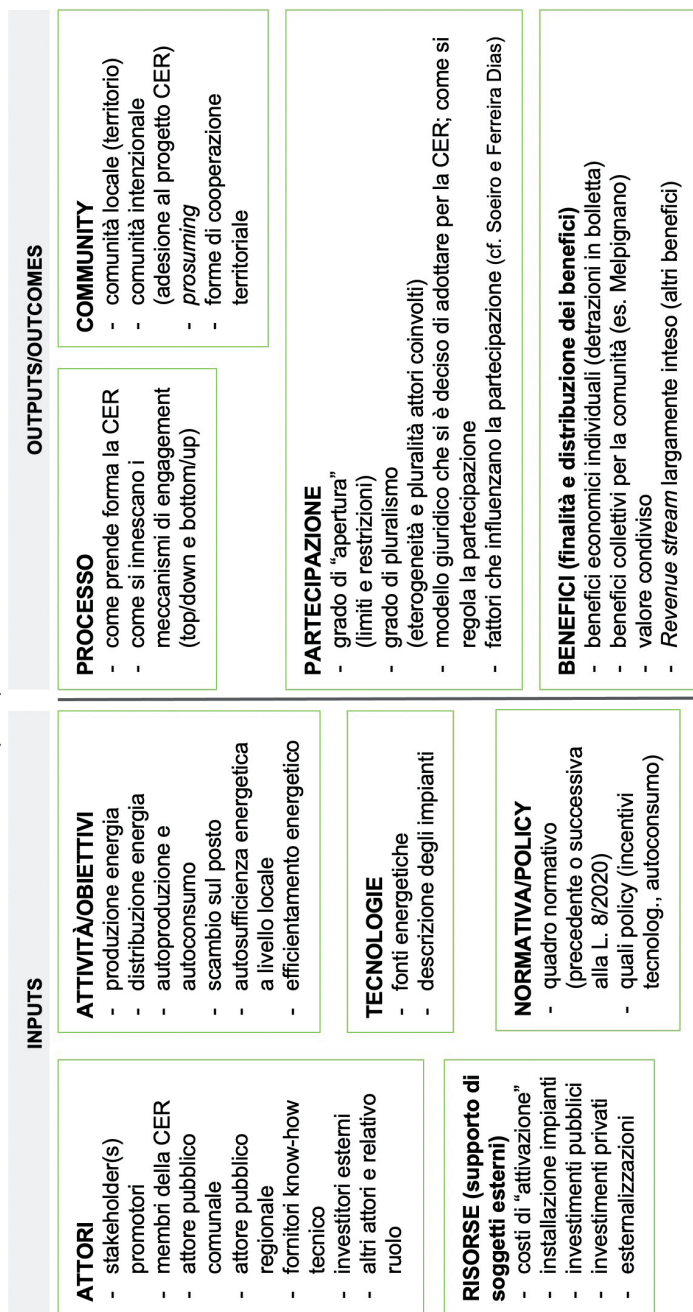 INPUTS
ATTORI
- stakeholder(s)
promotori
- membri della CER
- attore pubblico
comunale
- attore pubblico
regionale
- fornitori know-how
tecnico
- investitori esterni
- altri attori e relativo
ruolo
RISORSE (supporto di
soggetti esterni)
- costi di “attivazione”
- installazione impianti
- investimenti pubblici
- investimenti privati
- esternalizzazioni
ATTIVITÀ/OBIETTIVI
- produzione energia
- distribuzione energia
- autoproduzione e
autoconsumo
- scambio sul posto
- autosufficienza energetica
a livello locale
- efficientamento energetico
TECNOLOGIE
- fonti energetiche
- descrizione degli impianti
NORMATIVA/POLICY
- quadro normativo
(precedente o successiva
alla L. 8/2020)
- quali policy (incentivi
tecnolog., autoconsumo)
OUTPUTS/OUTCOMES
PROCESSO
- come prende forma la CER
- come si innescano i
meccanismi di engagement
(top/down e bottom/up)
COMMUNITY
- comunità locale (territorio)
- comunità intenzionale
(adesione al progetto CER)
- prosuming
- forme di cooperazione
territoriale
PARTECIPAZIONE
- grado di “apertura”
(limiti e restrizioni)
- grado di pluralismo
(eterogeneità e pluralità attori coinvolti)
- modello giuridico che si è deciso di adottare per la CER; come si
regola la partecipazione
- fattori che influenzano la partecipazione (cf. Soeiro e Ferreira Dias)
BENEFICI (finalità e distribuzione dei benefici)
- benefici economici individuali (detrazioni in bolletta)
- benefici collettivi per la comunità (es. Melpignano)
- valore condiviso
- Revenue stream largamente inteso (altri benefici)